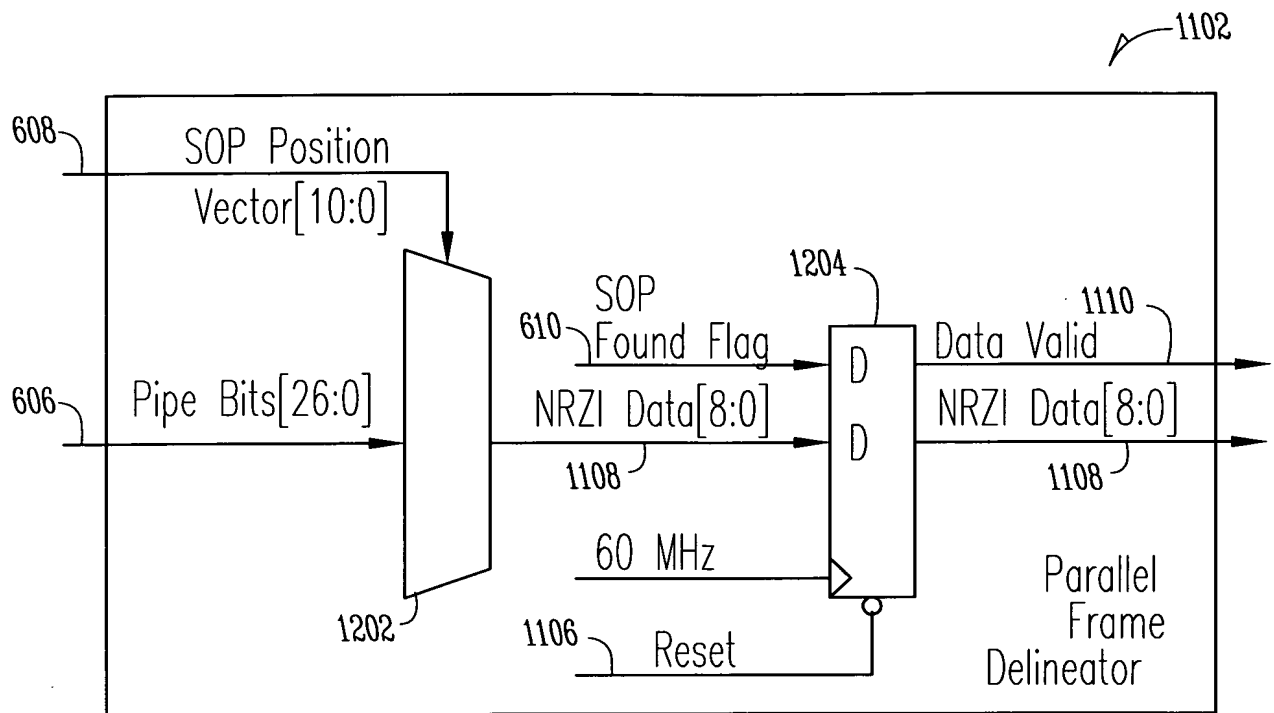 1102
608
SOP Position
Vector[10:0]
1204
SOP
Found Flag
610
D
Data Valid
1110
606
Pipe Bits[26:0]
NRZI Data[8:0]
1108
D
NRZI Data[8:0]
1108
60 MHz
1202
1106
Reset
Parallel
Frame
Delineator